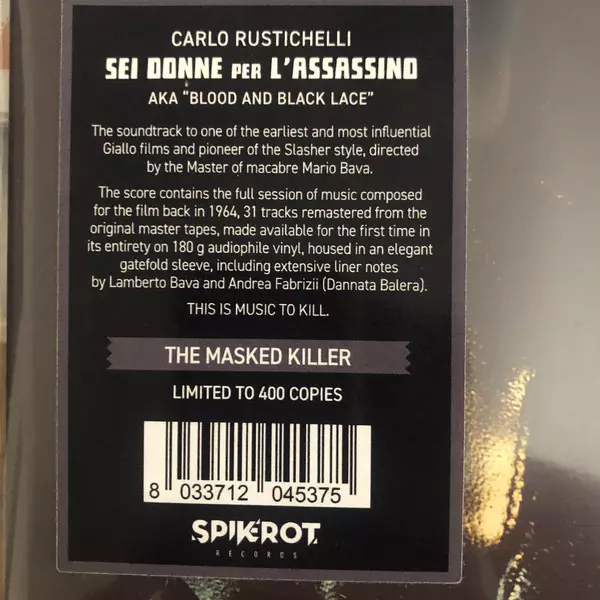 CARLO RUSTICHELLI
SEI DONNE PER L'ASSASSINO
AKA "BLOOD AND BLACK LACE"
The soundtrack to one of the earliest and most influential
Giallo films and pioneer of the Slasher style, directed
by the Master of macabre Mario Bava.
The score contains the full session of music composed
for the film back in 1964, 31 tracks remastered from the
original master tapes, made available for the first time in
its entirety on 180 g audiophile vinyl, housed in an elegant
gatefold sleeve, including extensive liner notes
by Lamberto Bava and Andrea Fabrizii (Dannata Balera).
THIS IS MUSIC TO KILL.
THE MASKED KILLER
LIMITED TO 400 COPIES
8 033712 045375
SPIKEROT
RECORDS